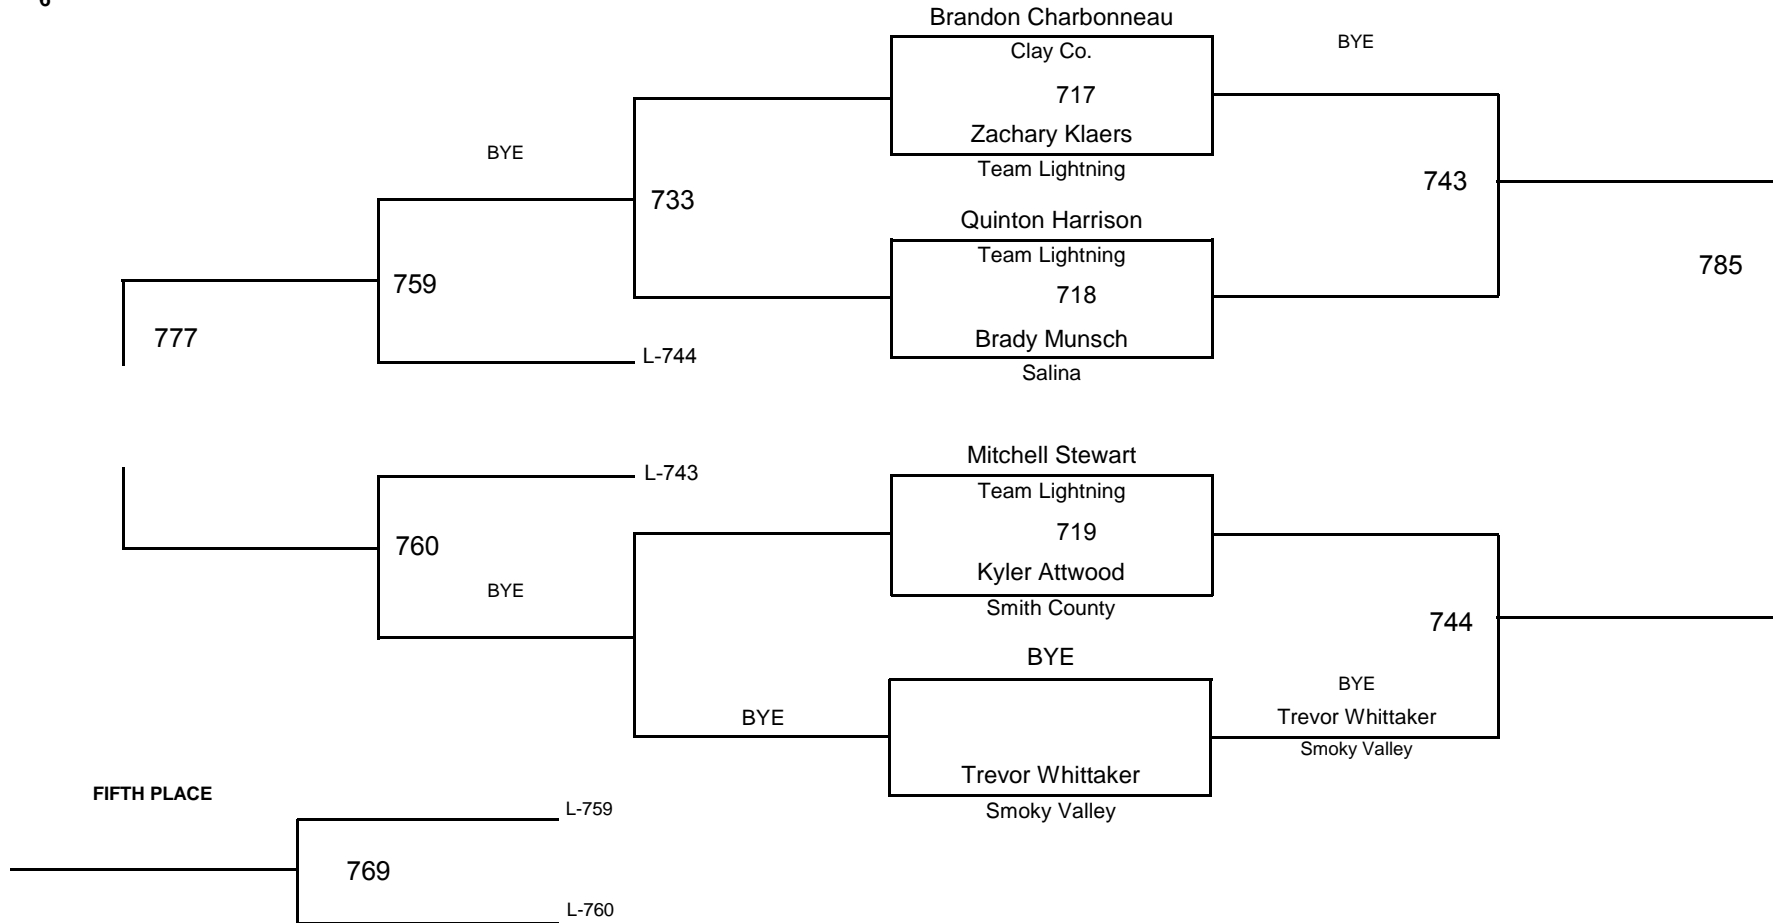 6
Brandon Charbonneau
BYE
Clay Co.
717
Zachary Klaers
BYE
Team Lightning
743
733
Quinton Harrison
Team Lightning
785
759
718
777
Brady Munsch
L-744
Salina
Mitchell Stewart
L-743
Team Lightning
719
760
Kyler Attwood
BYE
Smith County
744
BYE
BYE
BYE
Trevor Whittaker
Smoky Valley
Trevor Whittaker
FIFTH PLACE
L-759
Smoky Valley
769
L-760